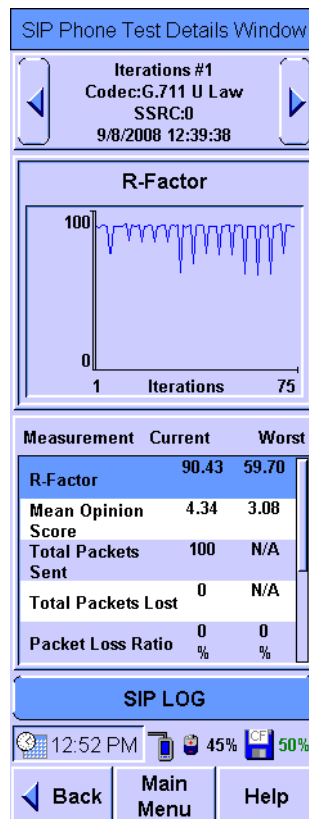 SIP Phone Test Details Window
Iterations #1
Codec:G.711 U Law
SSRC:0
9/8/2008 12:39:38
R-Factor
100
0
1 Iterations 75
Measurement Current Worst
R-Factor 90.43 59.70
Mean Opinion Score 4.34 3.08
Total Packets Sent 100 N/A
Total Packets Lost 0 N/A
Packet Loss Ratio 0 % 0 %
SIP LOG
12:52 PM 45% CF 50%
Back Main Menu Help